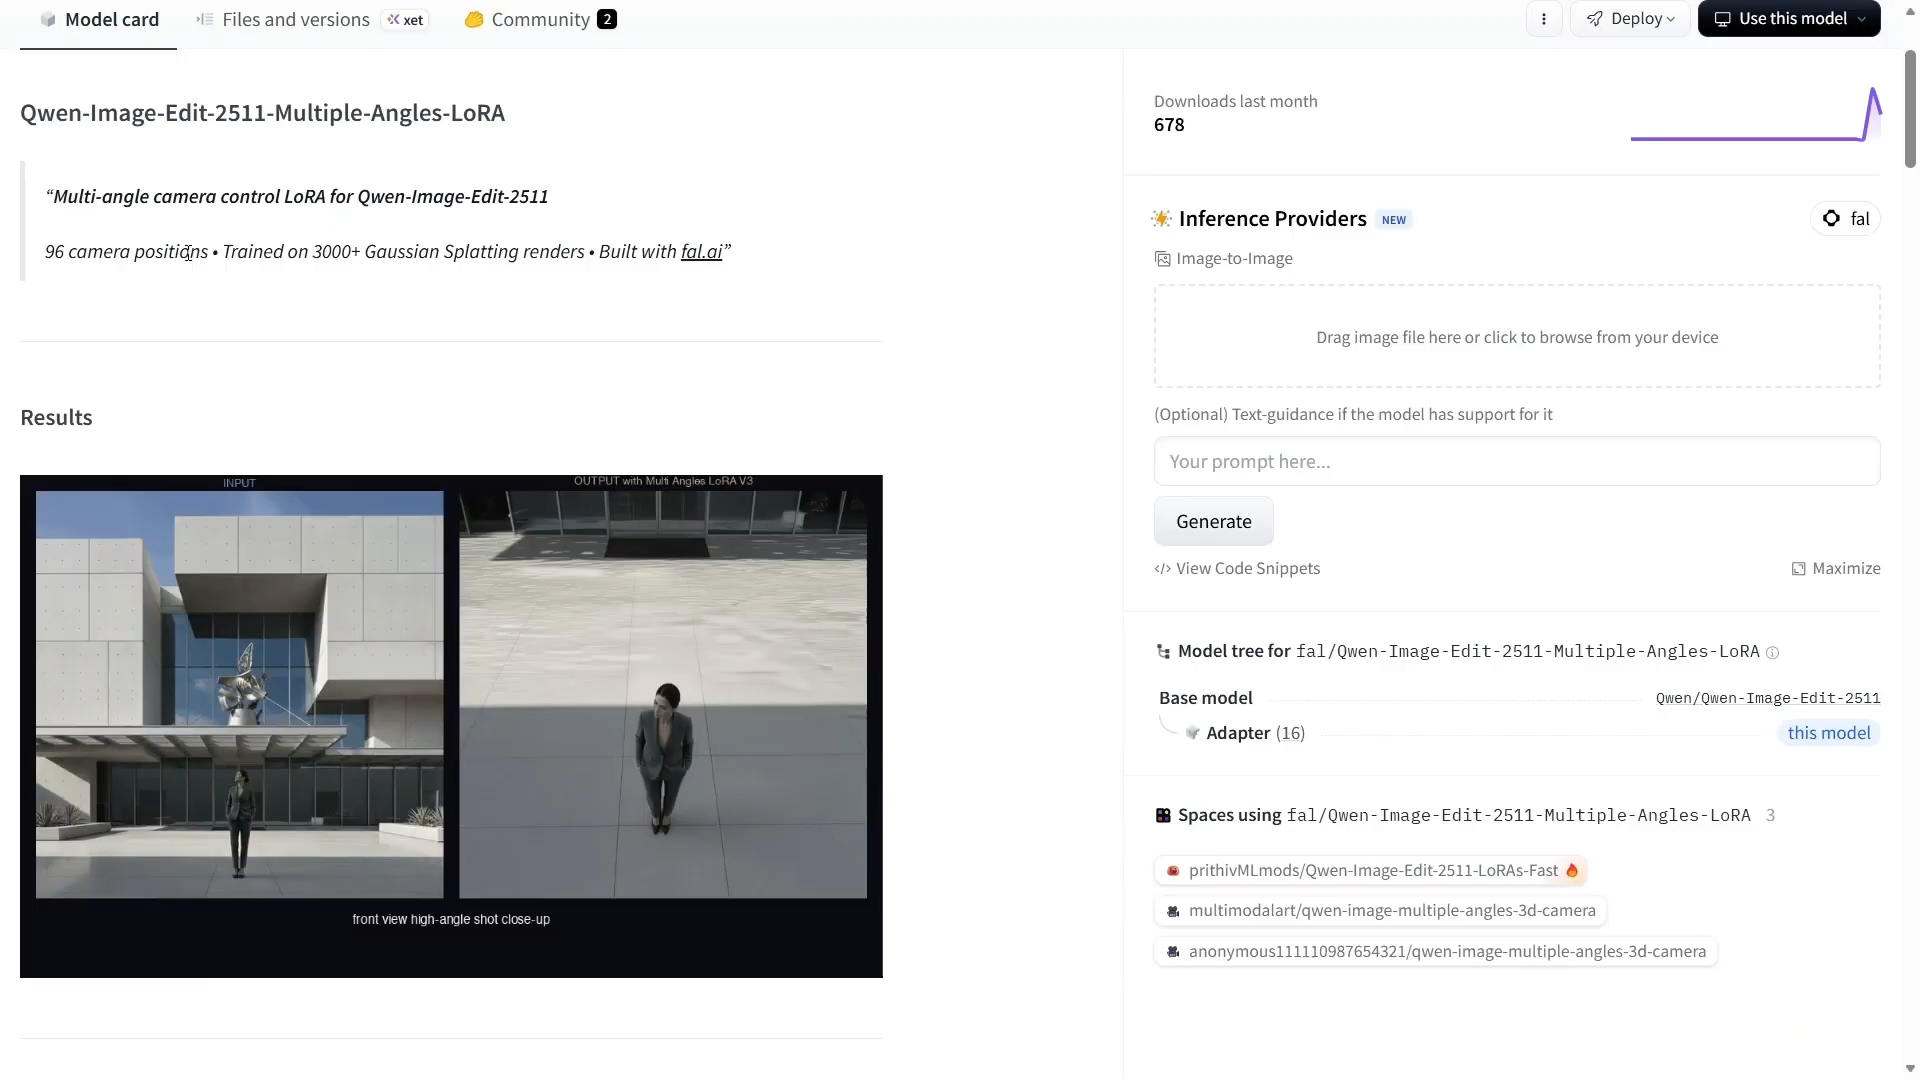 Model card
Files and versions
xet
Community 2
Deploy
Use this model
Qwen-Image-Edit-2511-Multiple-Angles-LoRA
“Multi-angle camera control LoRA for Qwen-Image-Edit-2511
96 camera positions • Trained on 3000+ Gaussian Splatting renders • Built with fal.ai”
Results
INPUT
OUTPUT with Multi Angles LoRA V3
front view high-angle shot close-up
Downloads last month
678
Inference Providers NEW
fal
Image-to-Image
Drag image file here or click to browse from your device
(Optional) Text-guidance if the model has support for it
Your prompt here...
Generate
</> View Code Snippets
Maximize
Model tree for fal/Qwen-Image-Edit-2511-Multiple-Angles-LoRA
Base model
Qwen/Qwen-Image-Edit-2511
Adapter (16)
this model
Spaces using fal/Qwen-Image-Edit-2511-Multiple-Angles-LoRA 3
prithivMLmods/Qwen-Image-Edit-2511-LoRAs-Fast
multimodalart/qwen-image-multiple-angles-3d-camera
anonymous111110987654321/qwen-image-multiple-angles-3d-camera